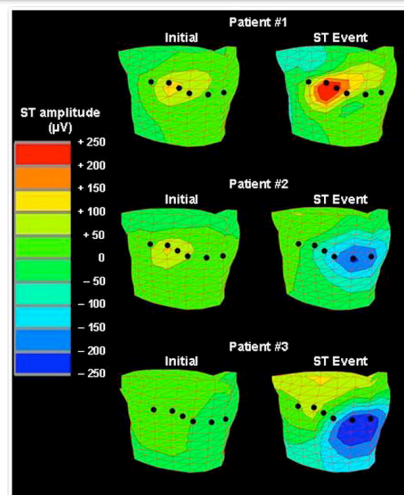 Patient #1
Initial
ST Event
ST amplitude
(µV)
+ 250
+ 200
+ 150
+ 100
+ 50
0
– 50
– 100
– 150
– 200
– 250
Patient #2
Initial
ST Event
Patient #3
Initial
ST Event